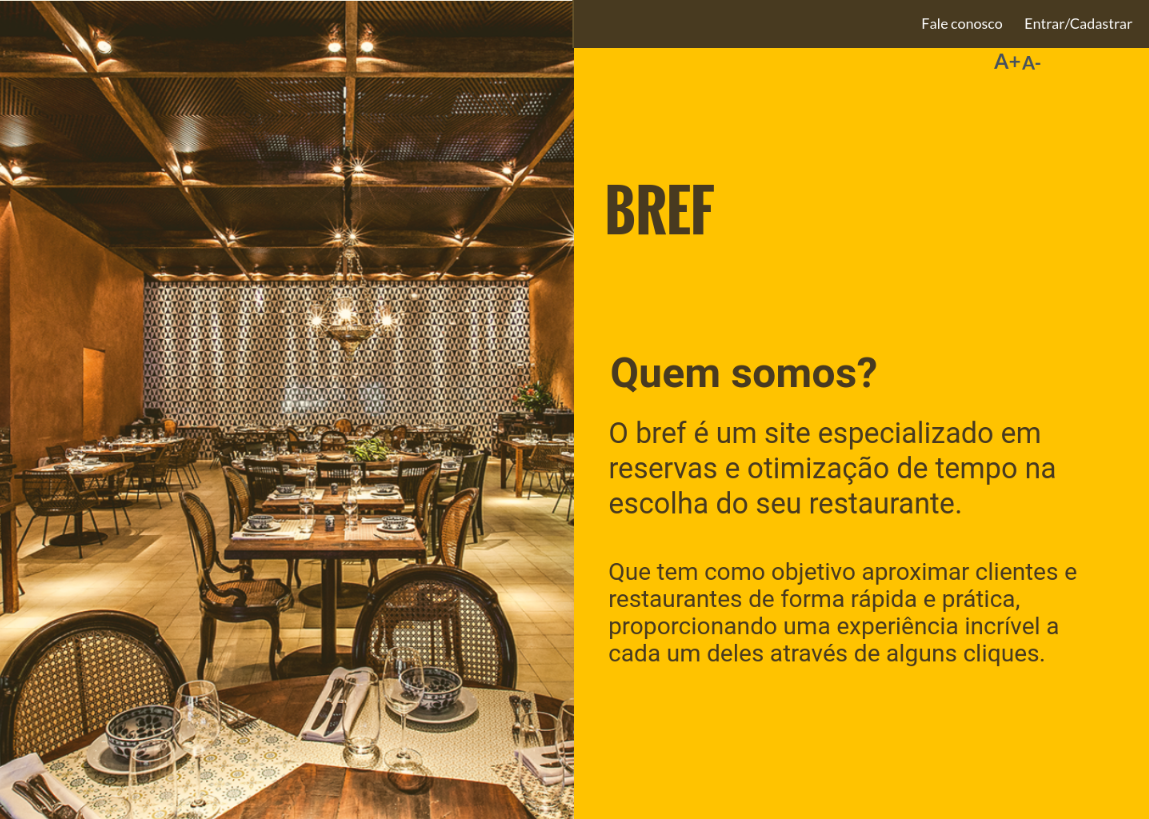 Fale conosco Entrar/Cadastrar
A+ A-
BREF
Quem somos?
O bref é um site especializado em
reservas e otimização de tempo na
escolha do seu restaurante.
Que tem como objetivo aproximar clientes e
restaurantes de forma rápida e prática,
proporcionando uma experiência incrível a
cada um deles através de alguns cliques.